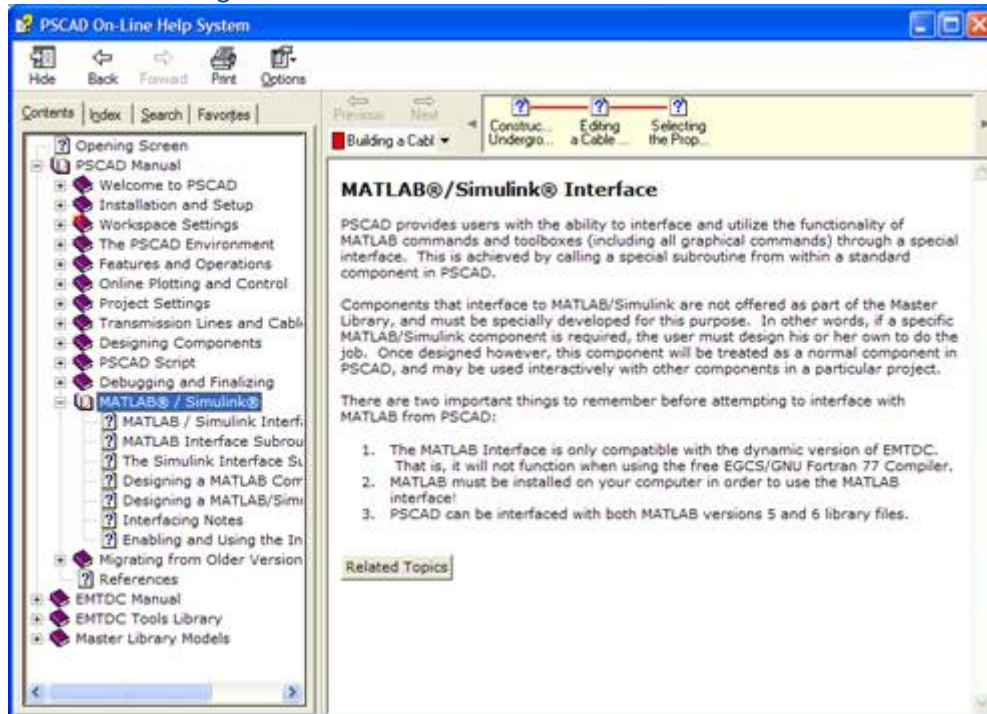 PSCAD On-Line Help System
Hide Back Forward Print Options
Contents Index Search Favorites
Previous Next
Building a Cabl
Construc... Undergro...
Editing a Cable ...
Selecting the Prop...
Opening Screen
PSCAD Manual
Welcome to PSCAD
Installation and Setup
Workspace Settings
The PSCAD Environment
Features and Operations
Online Plotting and Control
Project Settings
Transmission Lines and Cabl
Designing Components
PSCAD Script
Debugging and Finalizing
MATLAB® / Simulink®
MATLAB / Simulink Interf
MATLAB Interface Subrou
The Simulink Interface Su
Designing a MATLAB Com
Designing a MATLAB/Simu
Interfacing Notes
Enabling and Using the In
Migrating from Older Version
References
EMTDC Manual
EMTDC Tools Library
Master Library Models
MATLAB®/Simulink® Interface
PSCAD provides users with the ability to interface and utilize the functionality of
MATLAB commands and toolboxes (including all graphical commands) through a special
interface. This is achieved by calling a special subroutine from within a standard
component in PSCAD.
Components that interface to MATLAB/Simulink are not offered as part of the Master
Library, and must be specially developed for this purpose. In other words, if a specific
MATLAB/Simulink component is required, the user must design his or her own to do the
job. Once designed however, this component will be treated as a normal component in
PSCAD, and may be used interactively with other components in a particular project.
There are two important things to remember before attempting to interface with
MATLAB from PSCAD:
1. The MATLAB Interface is only compatible with the dynamic version of EMTDC.
That is, it will not function when using the free EGCS/GNU Fortran 77 Compiler.
2. MATLAB must be installed on your computer in order to use the MATLAB
interface!
3. PSCAD can be interfaced with both MATLAB versions 5 and 6 library files.
Related Topics